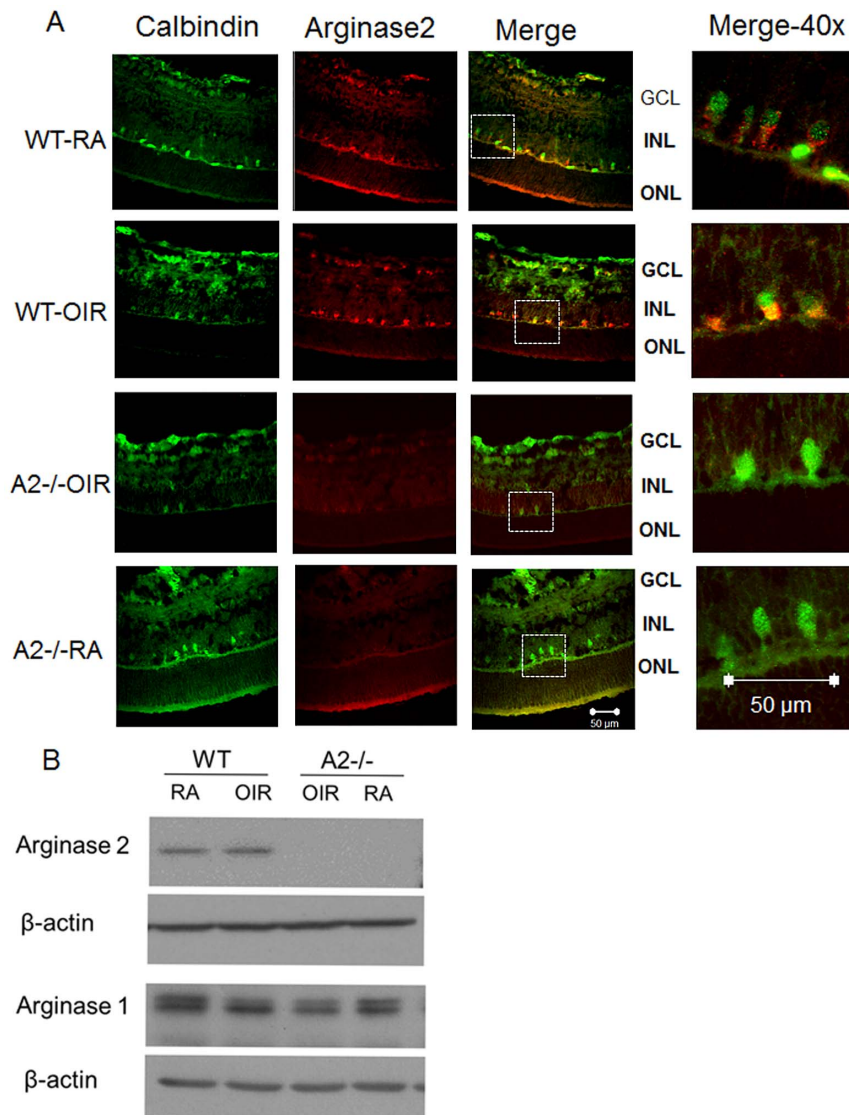 A
Calbindin Arginase2 Merge Merge-40x
WT-RA
GCL
INL
ONL
WT-OIR
GCL
INL
ONL
A2-/-OIR
GCL
INL
ONL
A2-/-RA
GCL
INL
ONL
50 µm
50 µm
B
WT A2-/-
RA OIR OIR RA
Arginase 2
β-actin
Arginase 1
β-actin